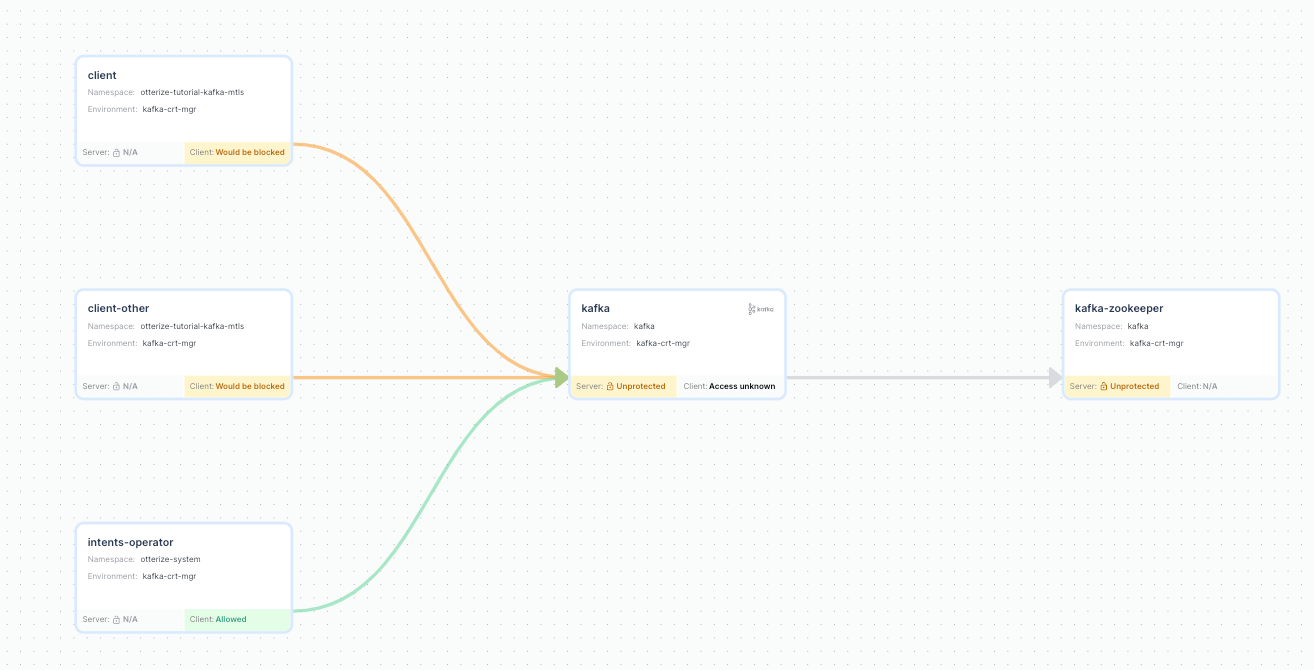 client
Namespace: otterize-tutorial-kafka-mtls
Environment: kafka-crt-mgr
Server: N/A Client: Would be blocked
client-other
Namespace: otterize-tutorial-kafka-mtls
Environment: kafka-crt-mgr
Server: N/A Client: Would be blocked
kafka kafka
Namespace: kafka
Environment: kafka-crt-mgr
Server: Unprotected Client: Access unknown
kafka-zookeeper
Namespace: kafka
Environment: kafka-crt-mgr
Server: Unprotected Client: N/A
intents-operator
Namespace: otterize-system
Environment: kafka-crt-mgr
Server: N/A Client: Allowed